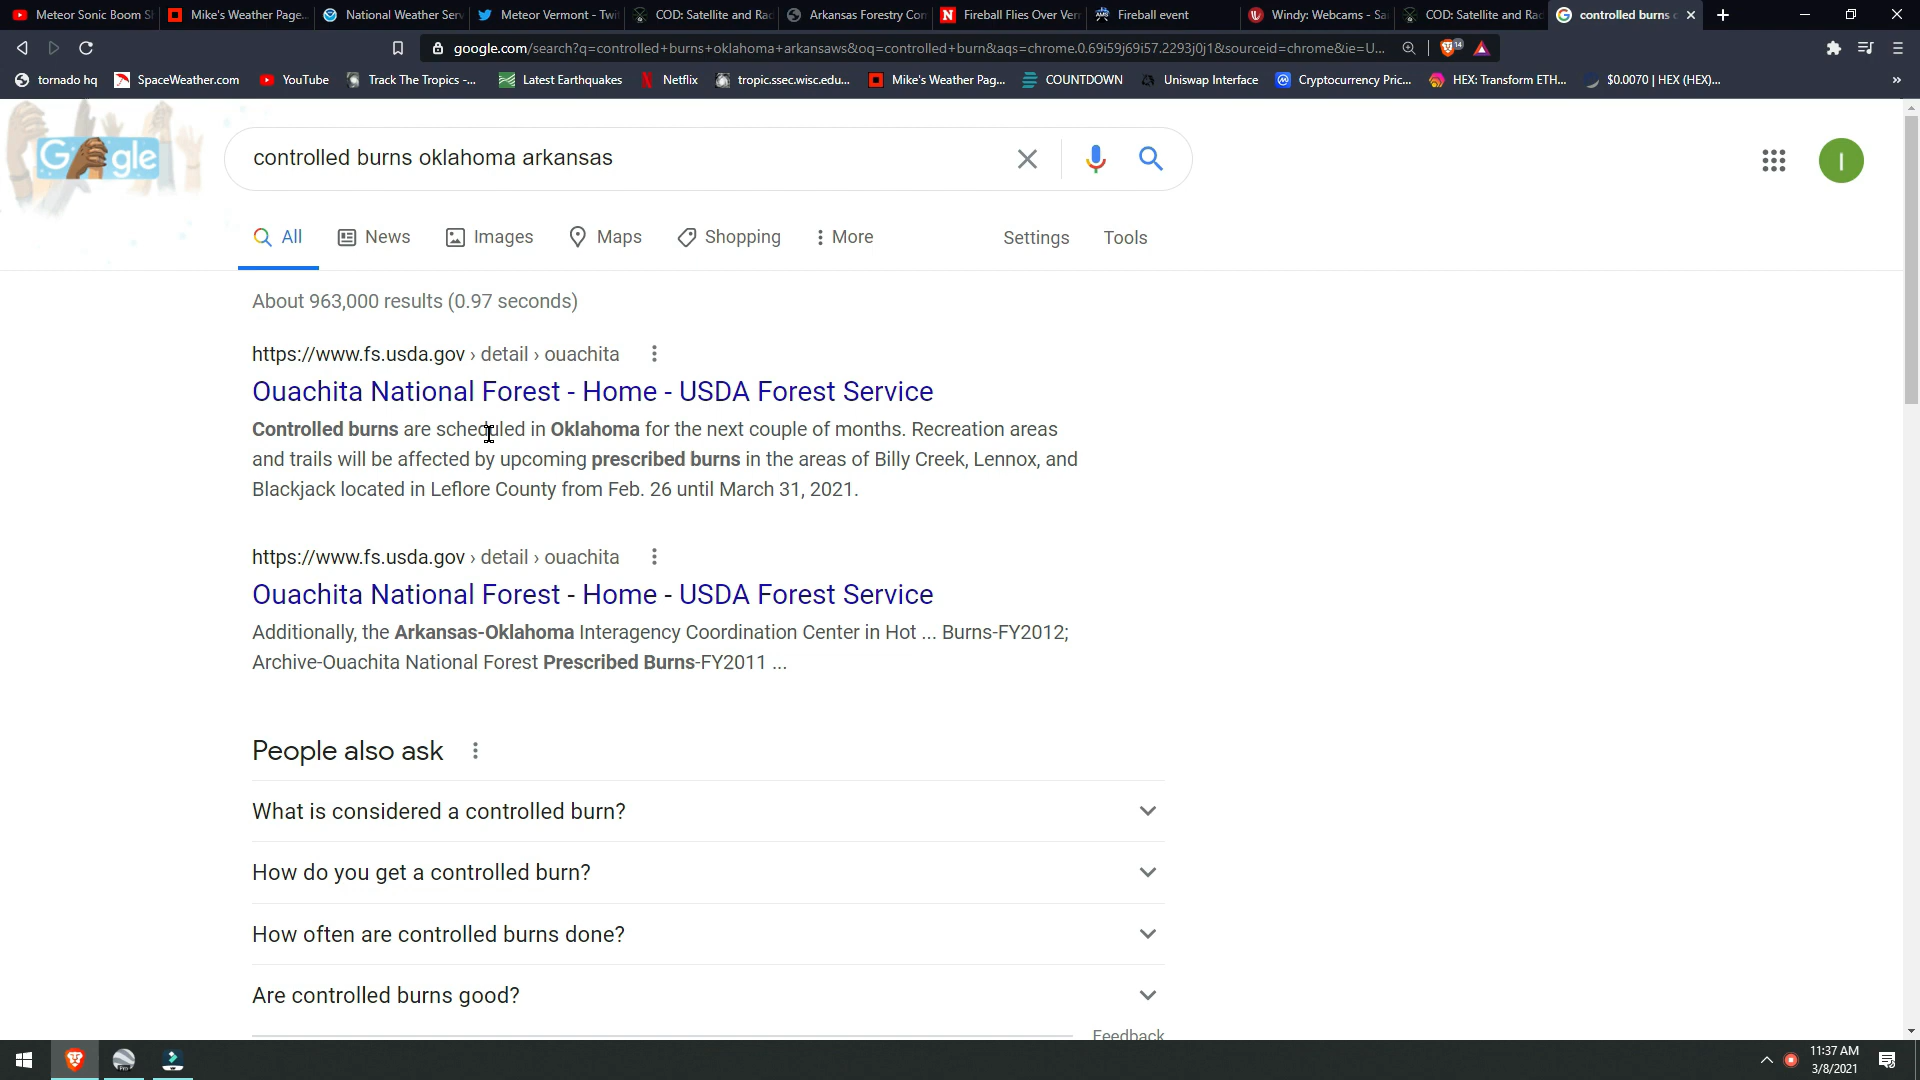 Meteor Sonic Boom S
Mike's Weather Page
National Weather Ser
Meteor Vermont - Twi
COD: Satellite and Ra
Arkansas Forestry Co
Fireball Flies Over Ver
Fireball event
Windy: Webcams - Sa
COD: Satellite and Ra
controlled burns
google.com/search?q=controlled+burns+oklahoma+arkansaws&oq=controlled+burn&aqs=chrome.0.69i59j69i57.2293j0j1&sourceid=chrome&ie=U...
14
tornado hq
SpaceWeather.com
YouTube
Track The Tropics -...
Latest Earthquakes
Netflix
tropic.ssec.wisc.edu...
Mike's Weather Pag...
COUNTDOWN
Uniswap Interface
Cryptocurrency Pric...
HEX: Transform ETH...
$0.0070 | HEX (HEX)...
»
controlled burns oklahoma arkansas
All
News
Images
Maps
Shopping
More
Settings
Tools
About 963,000 results (0.97 seconds)
https://www.fs.usda.gov › detail › ouachita
Ouachita National Forest - Home - USDA Forest Service
Controlled burns are scheduled in Oklahoma for the next couple of months. Recreation areas
and trails will be affected by upcoming prescribed burns in the areas of Billy Creek, Lennox, and
Blackjack located in Leflore County from Feb. 26 until March 31, 2021.
https://www.fs.usda.gov › detail › ouachita
Ouachita National Forest - Home - USDA Forest Service
Additionally, the Arkansas-Oklahoma Interagency Coordination Center in Hot ... Burns-FY2012;
Archive-Ouachita National Forest Prescribed Burns-FY2011 ...
People also ask
What is considered a controlled burn?
How do you get a controlled burn?
How often are controlled burns done?
Are controlled burns good?
Feedback
11:37 AM
3/8/2021